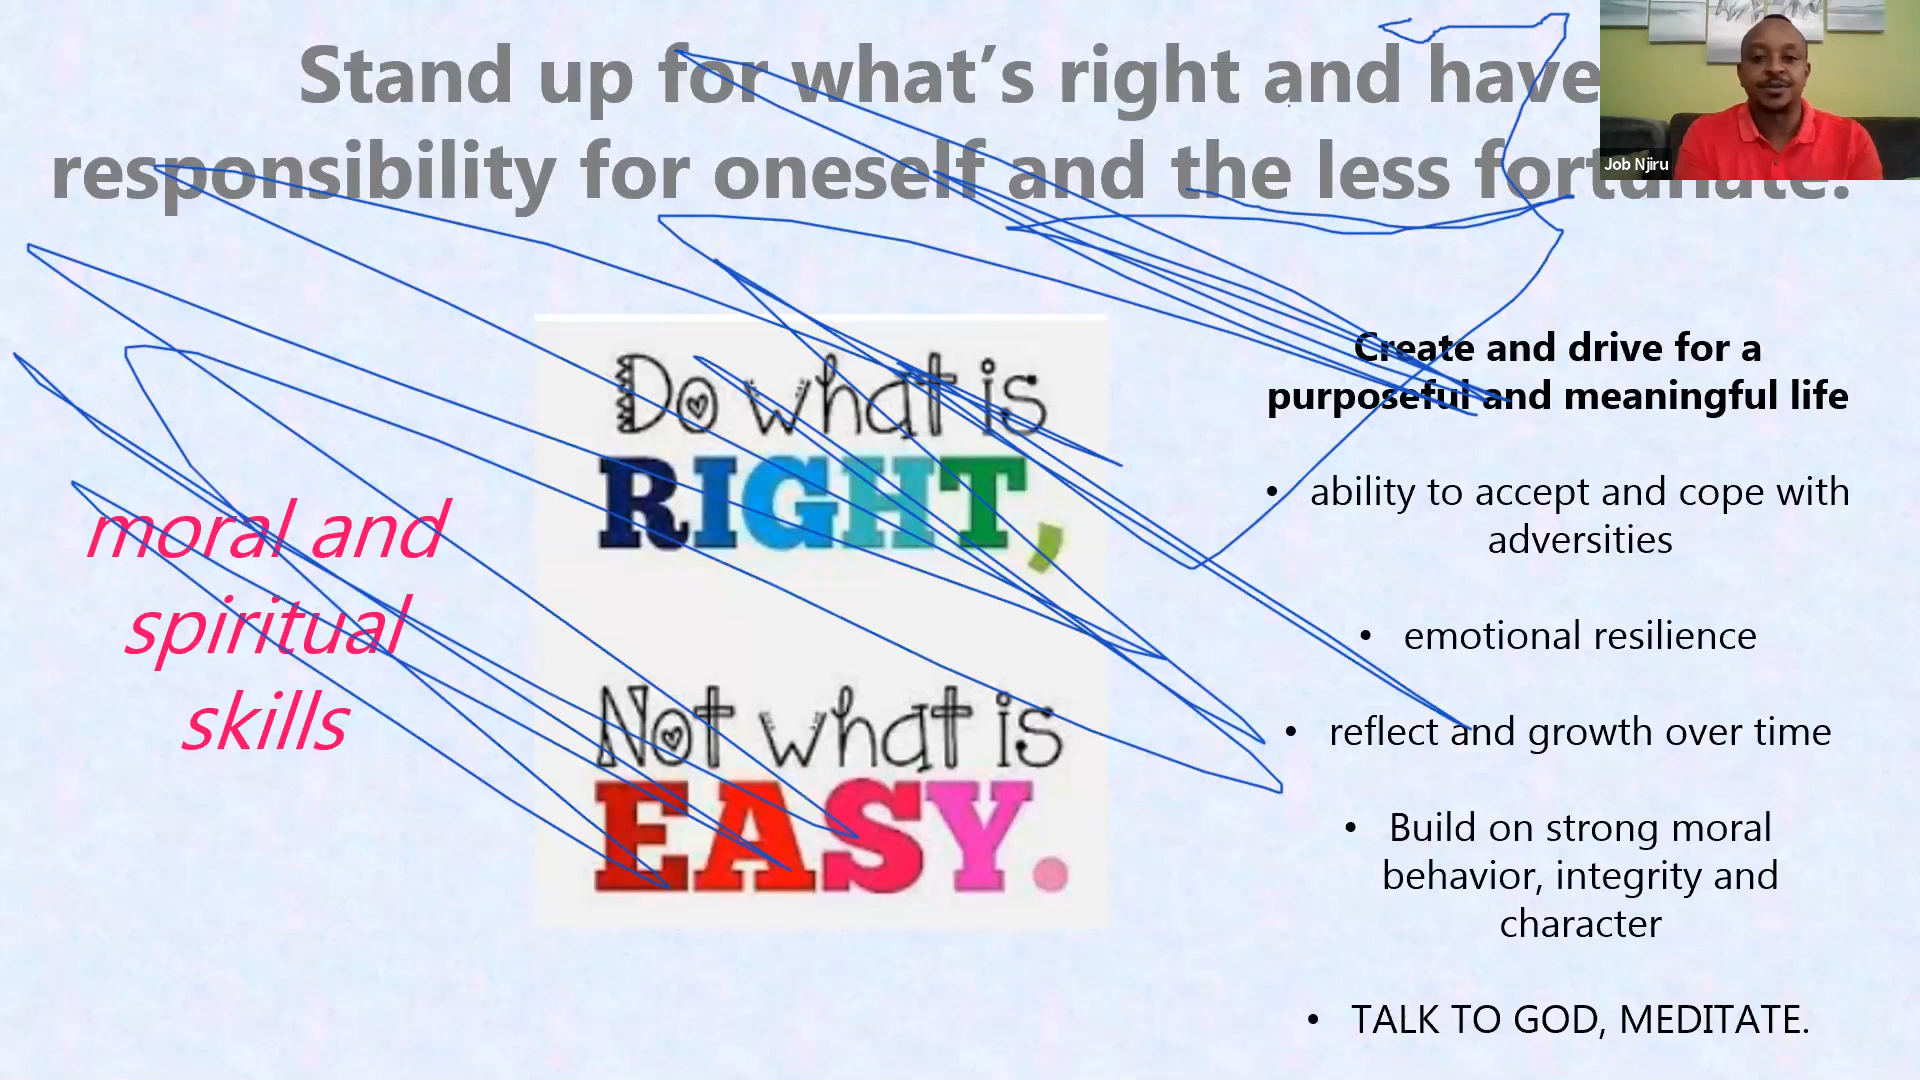 Stand up for what's right and have
responsibility for oneself and the less fortunate.
Job Njiru
moral and
spiritual
skills
Do what is
RIGHT,
Not what is
EASY.
Create and drive for a
purposeful and meaningful life
• ability to accept and cope with
adversities
• emotional resilience
• reflect and growth over time
• Build on strong moral
behavior, integrity and
character
• TALK TO GOD, MEDITATE.